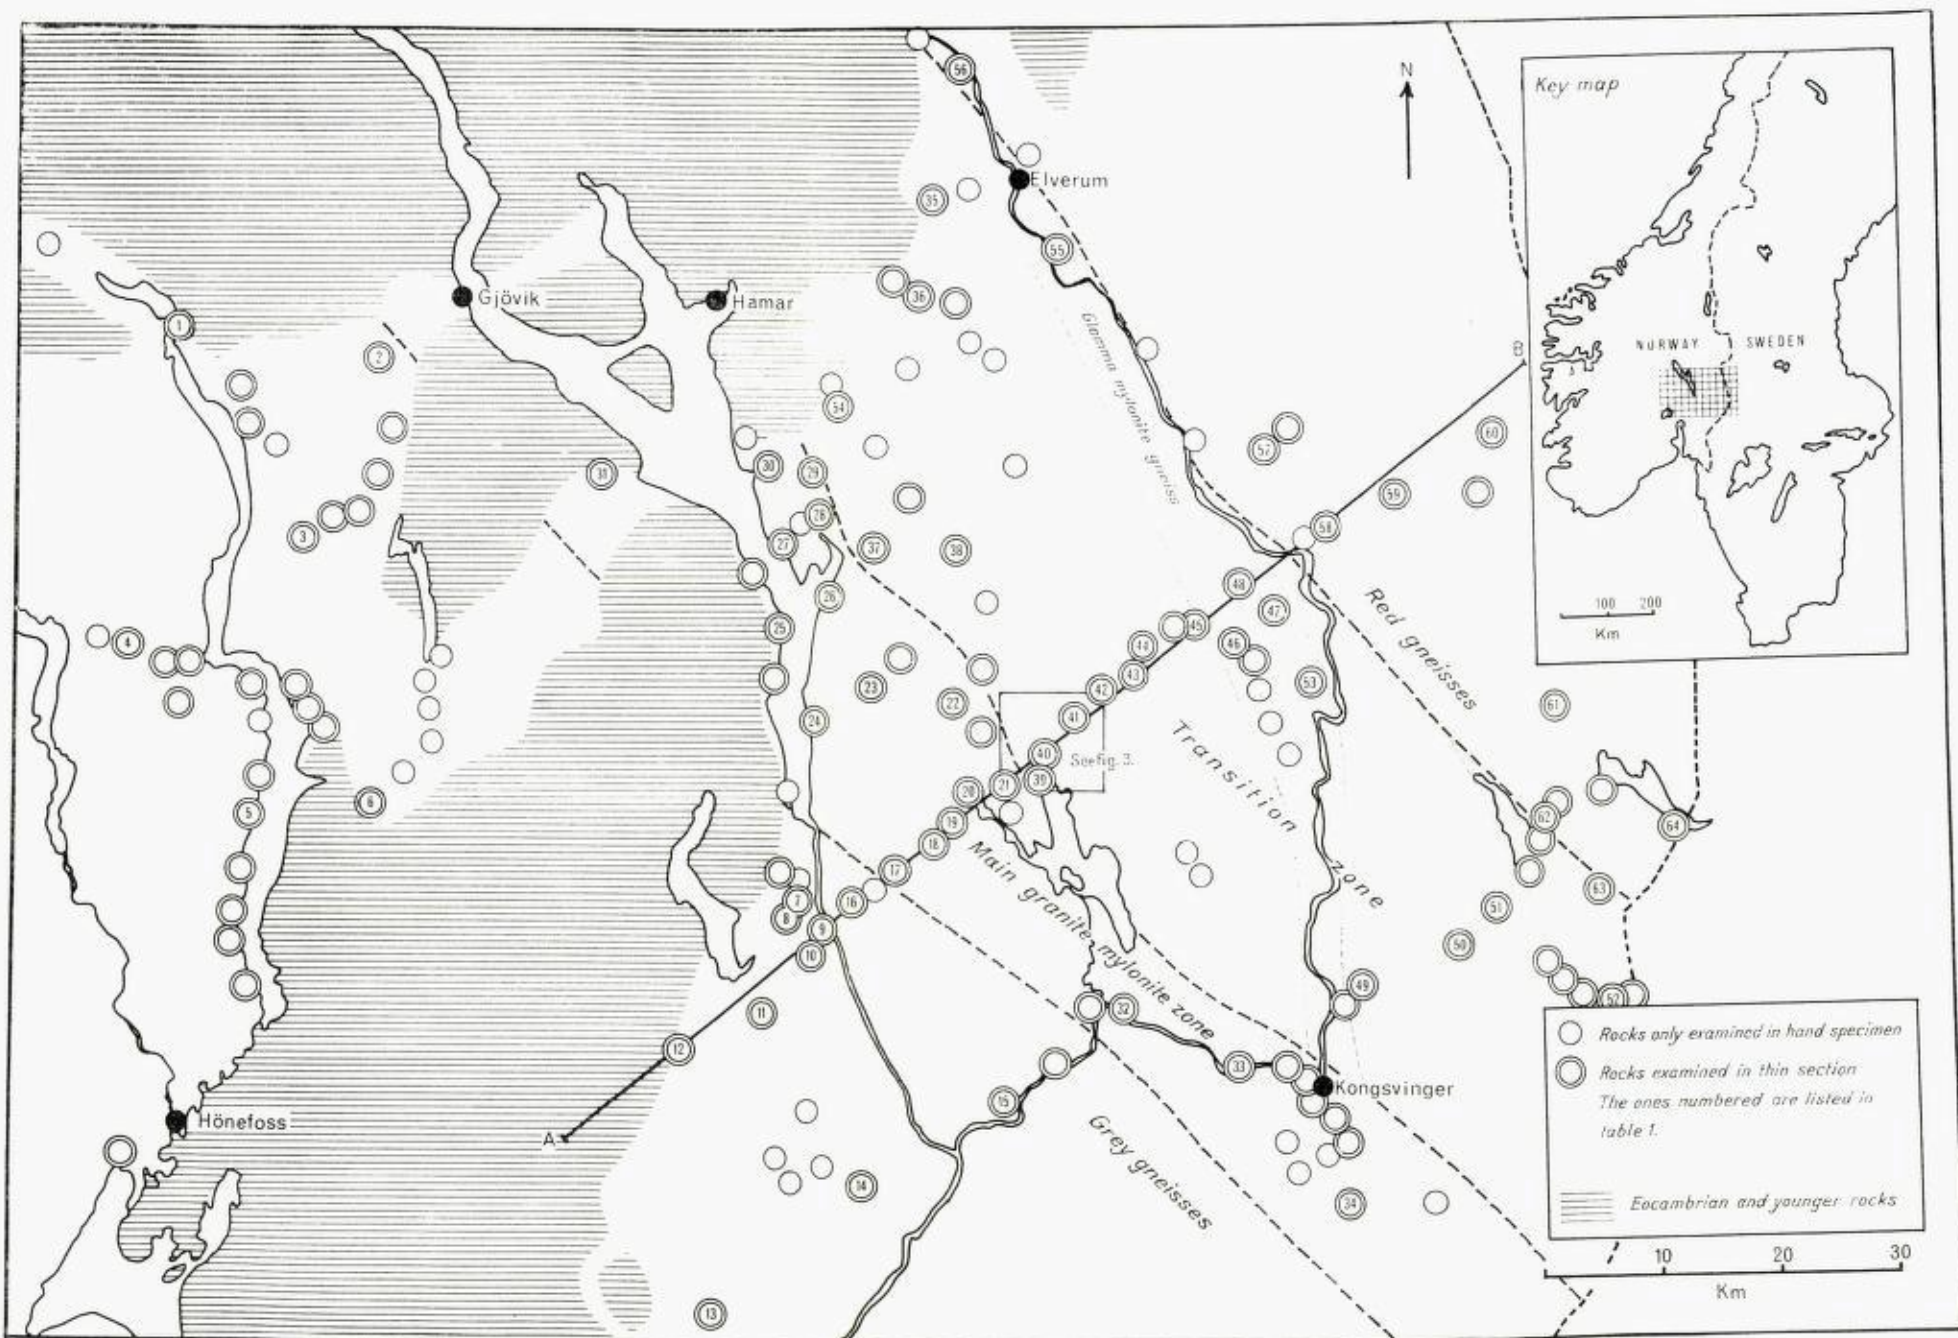 N
Key map
NORWAY
SWEDEN
100 200
Km
56
Elverum
35
55
Gjövik
Hamar
36
1
2
Glomma mylonite gneiss
B
54
57
60
30
29
31
59
28
58
3
27
37
38
48
26
47
Red gneisses
25
45
4
46
44
43
53
23
42
22
61
24
41
Transition zone
40
See fig. 3.
39
21
20
6
5
19
62
64
18
Main granite mylonite zone
17
63
7
16
51
8
9
50
10
49
52
32
11
12
33
Kongsvinger
15
Hönefoss
A
Grey gneisses
14
34
13
Rocks only examined in hand specimen
Rocks examined in thin section
The ones numbered are listed in
table 1.
Eocambrian and younger rocks
10 20 30
Km